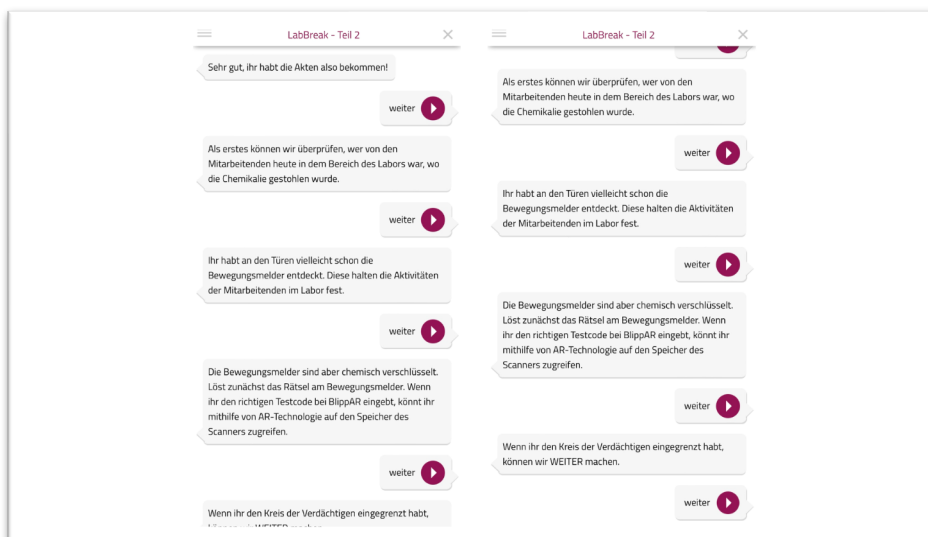 LabBreak - Teil 2
Sehr gut, ihr habt die Akten also bekommen!
weiter
Als erstes können wir überprüfen, wer von den
Mitarbeitenden heute in dem Bereich des Labors war, wo
die Chemikalie gestohlen wurde.
weiter
Ihr habt an den Türen vielleicht schon die
Bewegungsmelder entdeckt. Diese halten die Aktivitäten
der Mitarbeitenden im Labor fest.
weiter
Die Bewegungsmelder sind aber chemisch verschlüsselt.
Löst zunächst das Rätsel am Bewegungsmelder. Wenn
ihr den richtigen Testcode bei BlippAR eingebt, könnt ihr
mithilfe von AR-Technologie auf den Speicher des
Scanners zugreifen.
weiter
Wenn ihr den Kreis der Verdächtigen eingegrenzt habt,
können wir WEITER machen.
LabBreak - Teil 2
Als erstes können wir überprüfen, wer von den
Mitarbeitenden heute in dem Bereich des Labors war, wo
die Chemikalie gestohlen wurde.
weiter
Ihr habt an den Türen vielleicht schon die
Bewegungsmelder entdeckt. Diese halten die Aktivitäten
der Mitarbeitenden im Labor fest.
weiter
Die Bewegungsmelder sind aber chemisch verschlüsselt.
Löst zunächst das Rätsel am Bewegungsmelder. Wenn
ihr den richtigen Testcode bei BlippAR eingebt, könnt ihr
mithilfe von AR-Technologie auf den Speicher des
Scanners zugreifen.
weiter
Wenn ihr den Kreis der Verdächtigen eingegrenzt habt,
können wir WEITER machen.
weiter